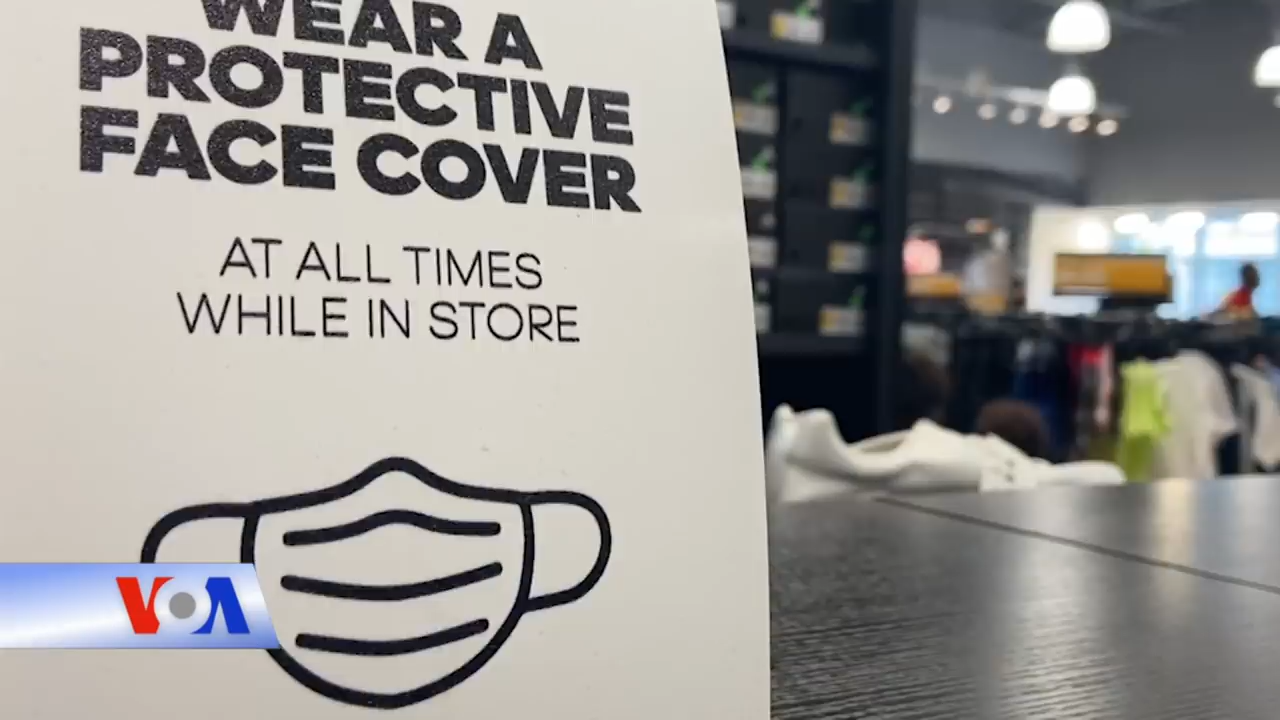 WEAR A
PROTECTIVE
FACE COVER
AT ALL TIMES
WHILE IN STORE
VOA